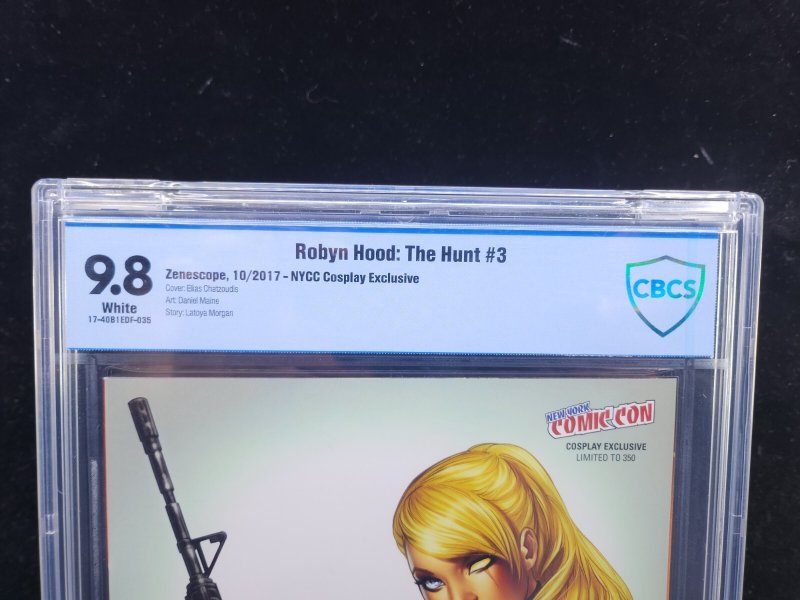 Robyn Hood: The Hunt #3
9.8
White
17-40B1EDF-035
Zenescope, 10/2017 - NYCC Cosplay Exclusive
Cover: Elias Chatzoudis
Art: Daniel Maine
Story: Latoya Morgan
CBCS
NEW YORK
COMIC CON
COSPLAY EXCLUSIVE
LIMITED TO 350